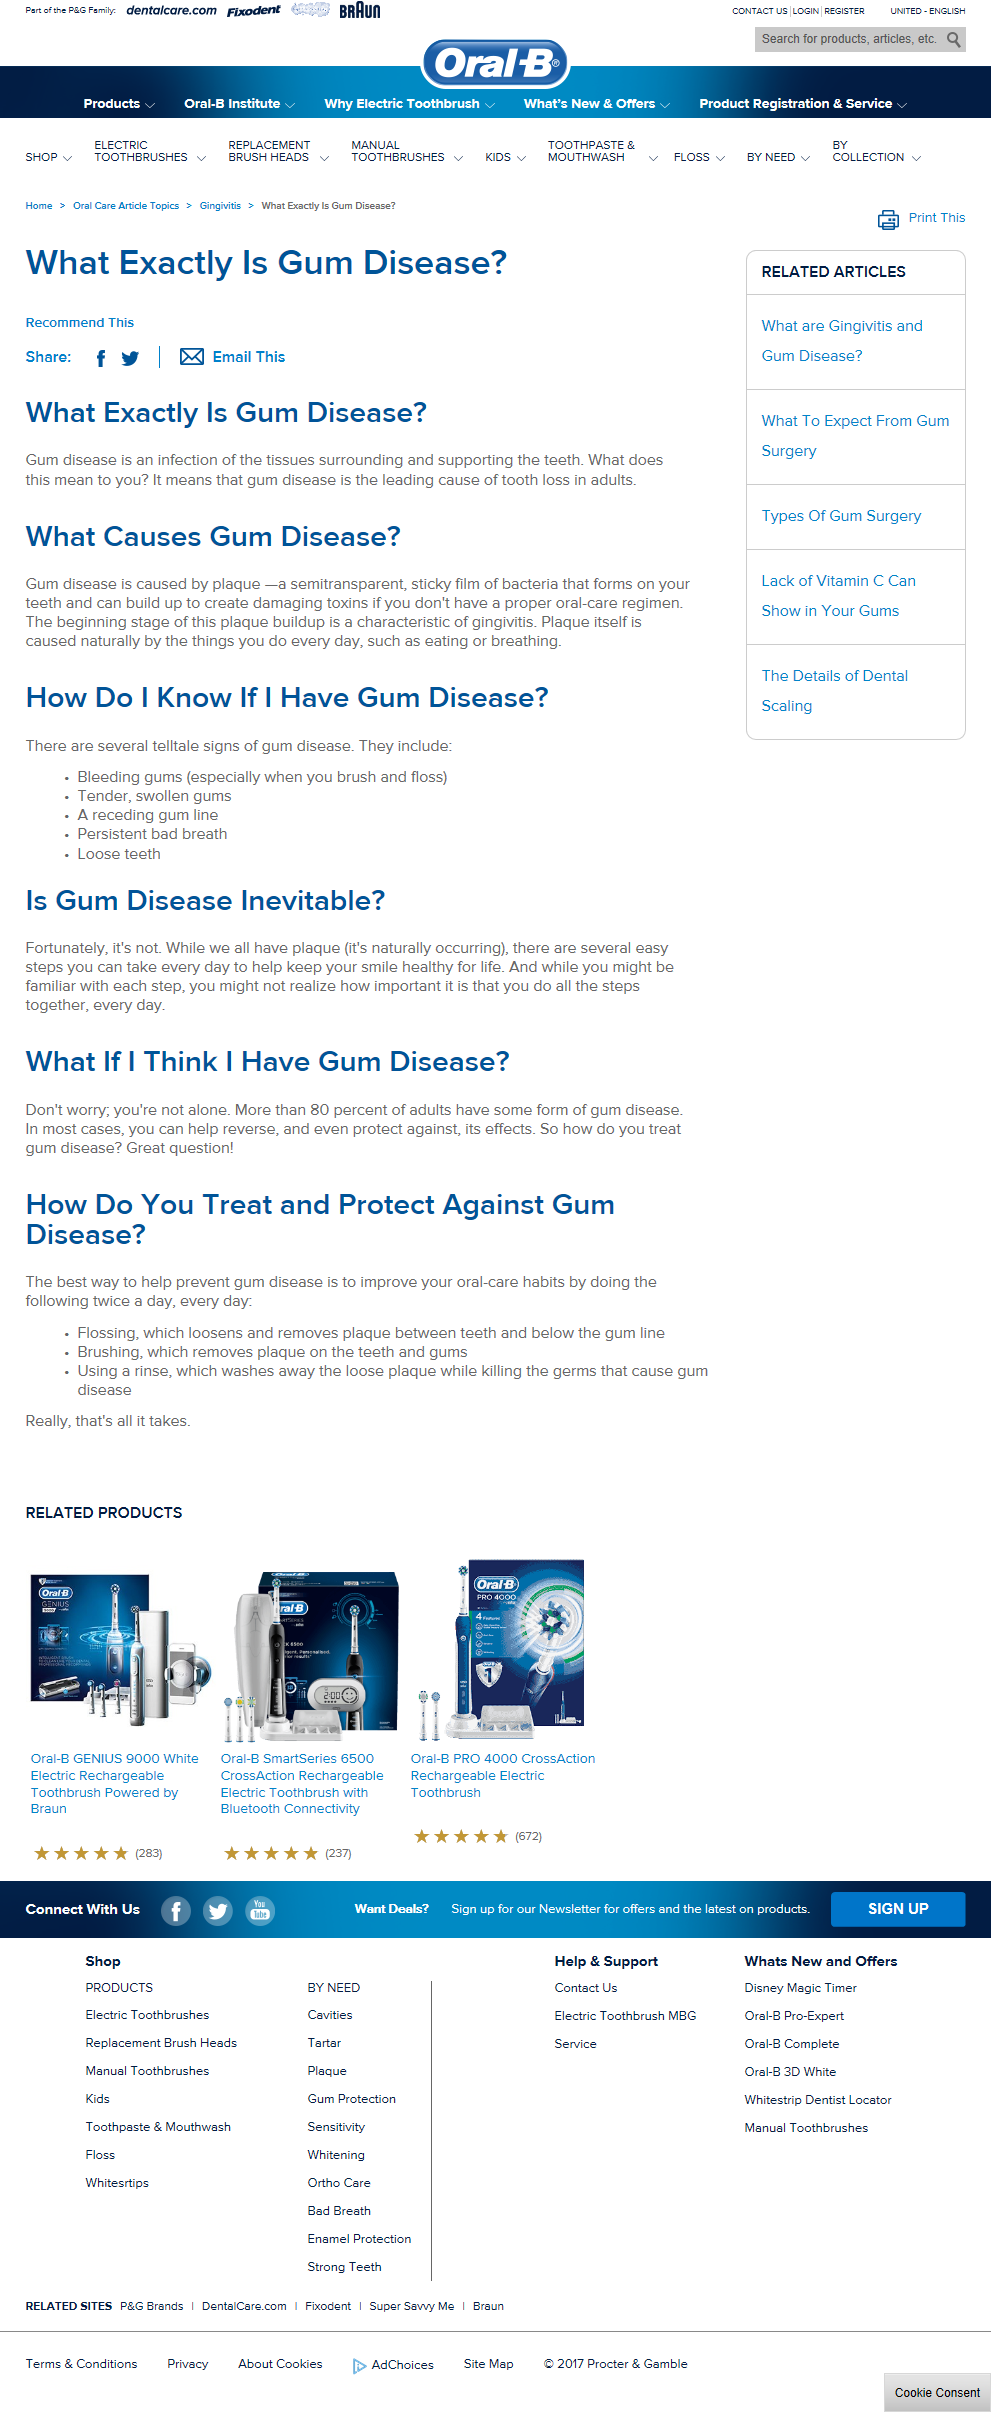 Part of the P&G Family: dentalcare.com Fixodent BRAUN
CONTACT US LOGIN REGISTER UNITED - ENGLISH
Search for products, articles, etc.
Oral-B®
Products Oral-B Institute Why Electric Toothbrush What's New & Offers Product Registration & Service
SHOP ELECTRIC TOOTHBRUSHES REPLACEMENT BRUSH HEADS MANUAL TOOTHBRUSHES KIDS TOOTHPASTE & MOUTHWASH FLOSS BY NEED BY COLLECTION
Home > Oral Care Article Topics > Gingivitis > What Exactly Is Gum Disease?
Print This
What Exactly Is Gum Disease?
Recommend This
Share: Email This
What Exactly Is Gum Disease?
Gum disease is an infection of the tissues surrounding and supporting the teeth. What does
this mean to you? It means that gum disease is the leading cause of tooth loss in adults.
What Causes Gum Disease?
Gum disease is caused by plaque —a semitransparent, sticky film of bacteria that forms on your
teeth and can build up to create damaging toxins if you don't have a proper oral-care regimen.
The beginning stage of this plaque buildup is a characteristic of gingivitis. Plaque itself is
caused naturally by the things you do every day, such as eating or breathing.
How Do I Know If I Have Gum Disease?
There are several telltale signs of gum disease. They include:
• Bleeding gums (especially when you brush and floss)
• Tender, swollen gums
• A receding gum line
• Persistent bad breath
• Loose teeth
Is Gum Disease Inevitable?
Fortunately, it's not. While we all have plaque (it's naturally occurring), there are several easy
steps you can take every day to help keep your smile healthy for life. And while you might be
familiar with each step, you might not realize how important it is that you do all the steps
together, every day.
What If I Think I Have Gum Disease?
Don't worry; you're not alone. More than 80 percent of adults have some form of gum disease.
In most cases, you can help reverse, and even protect against, its effects. So how do you treat
gum disease? Great question!
How Do You Treat and Protect Against Gum
Disease?
The best way to help prevent gum disease is to improve your oral-care habits by doing the
following twice a day, every day:
• Flossing, which loosens and removes plaque between teeth and below the gum line
• Brushing, which removes plaque on the teeth and gums
• Using a rinse, which washes away the loose plaque while killing the germs that cause gum
disease
Really, that's all it takes.
RELATED ARTICLES
What are Gingivitis and
Gum Disease?
What To Expect From Gum
Surgery
Types Of Gum Surgery
Lack of Vitamin C Can
Show in Your Gums
The Details of Dental
Scaling
RELATED PRODUCTS
Oral-B
GENIUS
2:00
Oral-B
PRO 4000
1
Oral-B GENIUS 9000 White
Electric Rechargeable
Toothbrush Powered by
Braun
(283)
Oral-B SmartSeries 6500
CrossAction Rechargeable
Electric Toothbrush with
Bluetooth Connectivity
(237)
Oral-B PRO 4000 CrossAction
Rechargeable Electric
Toothbrush
(672)
Connect With Us You Tube Want Deals? Sign up for our Newsletter for offers and the latest on products. SIGN UP
Shop
PRODUCTS
Electric Toothbrushes
Replacement Brush Heads
Manual Toothbrushes
Kids
Toothpaste & Mouthwash
Floss
Whitesrtips
BY NEED
Cavities
Tartar
Plaque
Gum Protection
Sensitivity
Whitening
Ortho Care
Bad Breath
Enamel Protection
Strong Teeth
Help & Support
Contact Us
Electric Toothbrush MBG
Service
Whats New and Offers
Disney Magic Timer
Oral-B Pro-Expert
Oral-B Complete
Oral-B 3D White
Whitestrip Dentist Locator
Manual Toothbrushes
RELATED SITES P&G Brands | DentalCare.com | Fixodent | Super Savvy Me | Braun
Terms & Conditions Privacy About Cookies AdChoices Site Map © 2017 Procter & Gamble
Cookie Consent